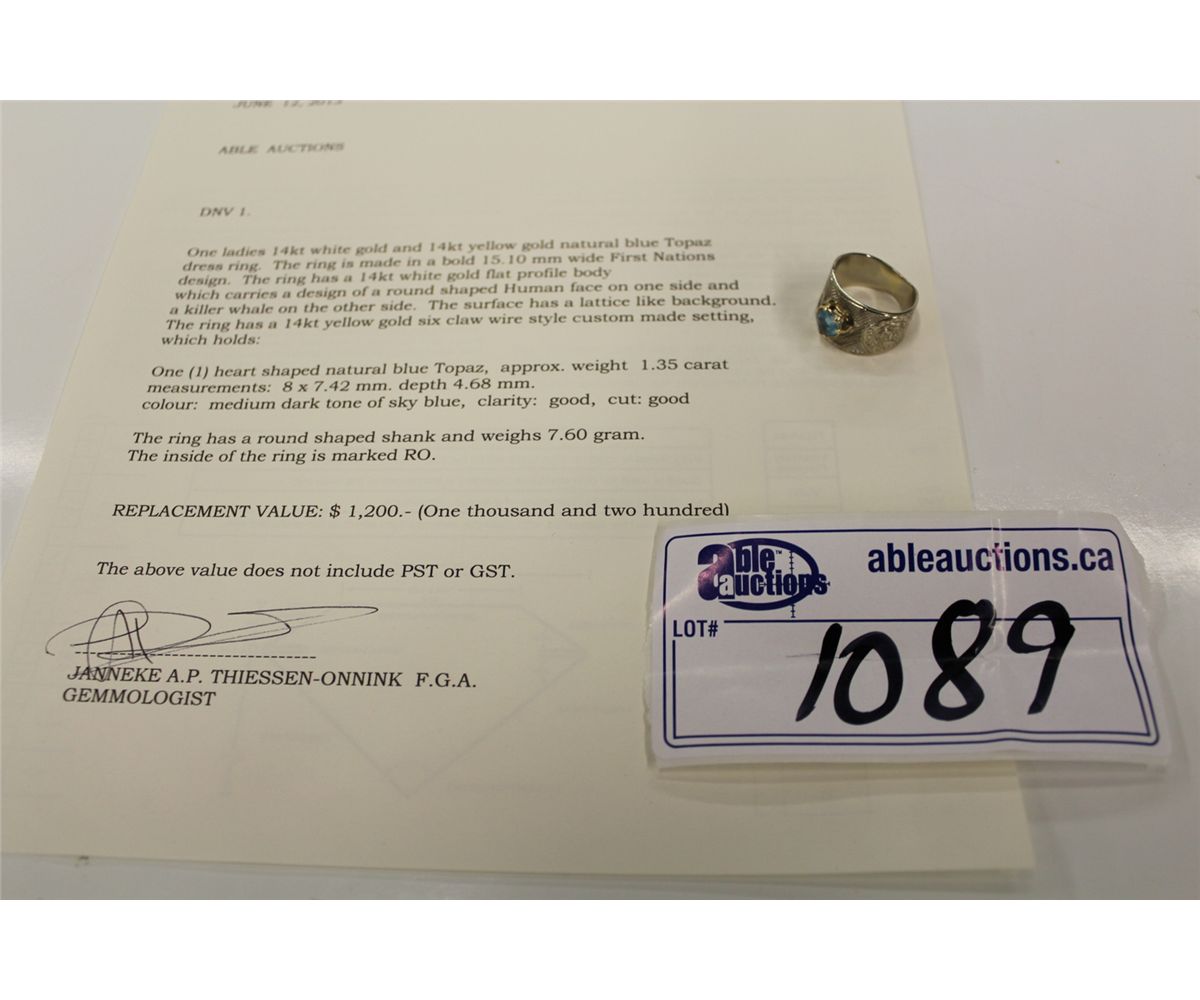 JUNE 12, 2013
ABLE AUCTIONS
DNV 1.
One ladies 14kt white gold and 14kt yellow gold natural blue Topaz
dress ring. The ring is made in a bold 15.10 mm wide First Nations
design. The ring has a 14kt white gold flat profile body
which carries a design of a round shaped Human face on one side and
a killer whale on the other side. The surface has a lattice like background.
The ring has a 14kt yellow gold six claw wire style custom made setting,
which holds:
One (1) heart shaped natural blue Topaz, approx. weight 1.35 carat
measurements: 8 x 7.42 mm. depth 4.68 mm.
colour: medium dark tone of sky blue, clarity: good, cut: good
The ring has a round shaped shank and weighs 7.60 gram.
The inside of the ring is marked RO.
REPLACEMENT VALUE: $ 1,200.- (One thousand and two hundred)
The above value does not include PST or GST.
JANNEKE A.P. THIESSEN-ONNINK F.G.A.
GEMMOLOGIST
able auctions™
ableauctions.ca
LOT#
1089